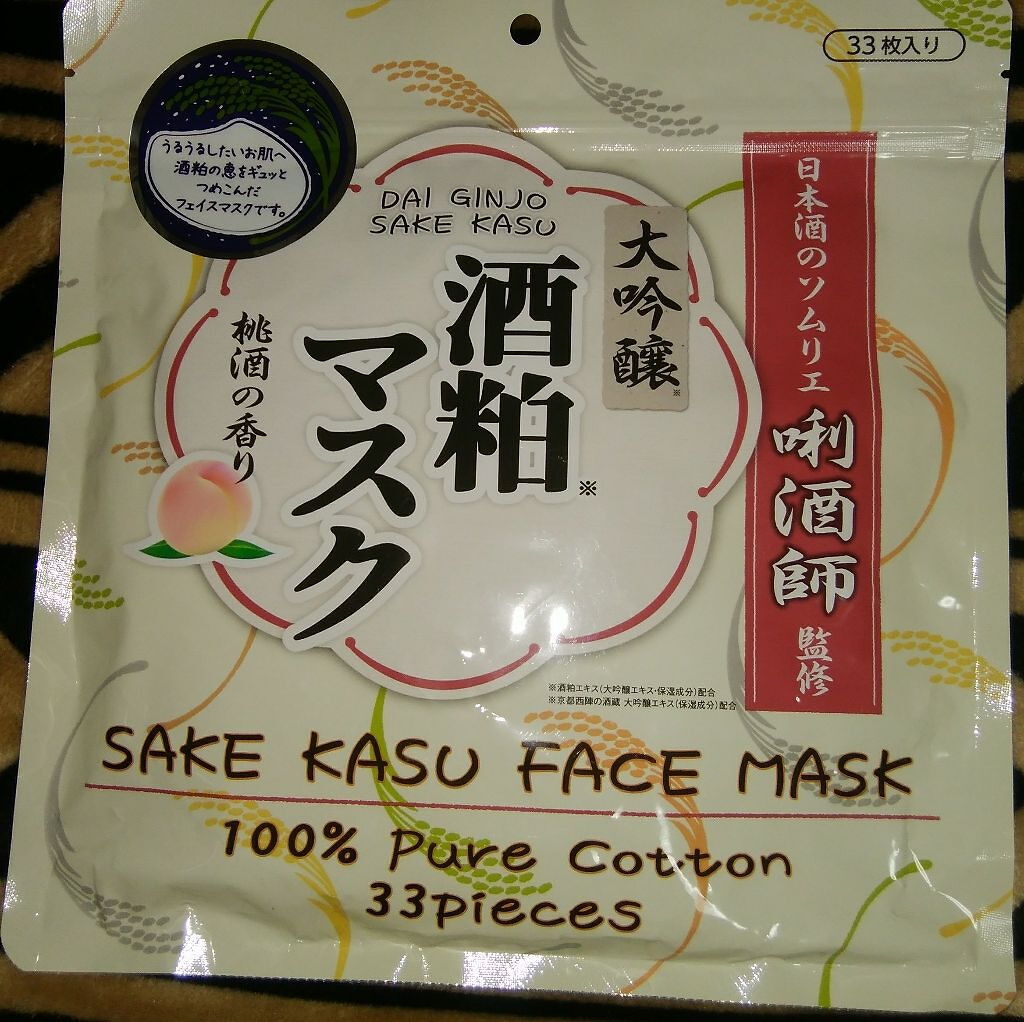 33枚入り
うるうるしたいお肌へ
酒粕の恵をギュッと
つめこんだ
フェイスマスクです。
DAI GINJO
SAKE KASU
日本酒のソムリエ 唎酒師 監修
大吟醸※
酒粕※
マスク
桃酒の香り
※酒粕エキス(大吟醸エキス・保湿成分)配合
※京都西陣の酒蔵 大吟醸エキス(保湿成分)配合
SAKE KASU FACE MASK
100% Pure Cotton
33pieces